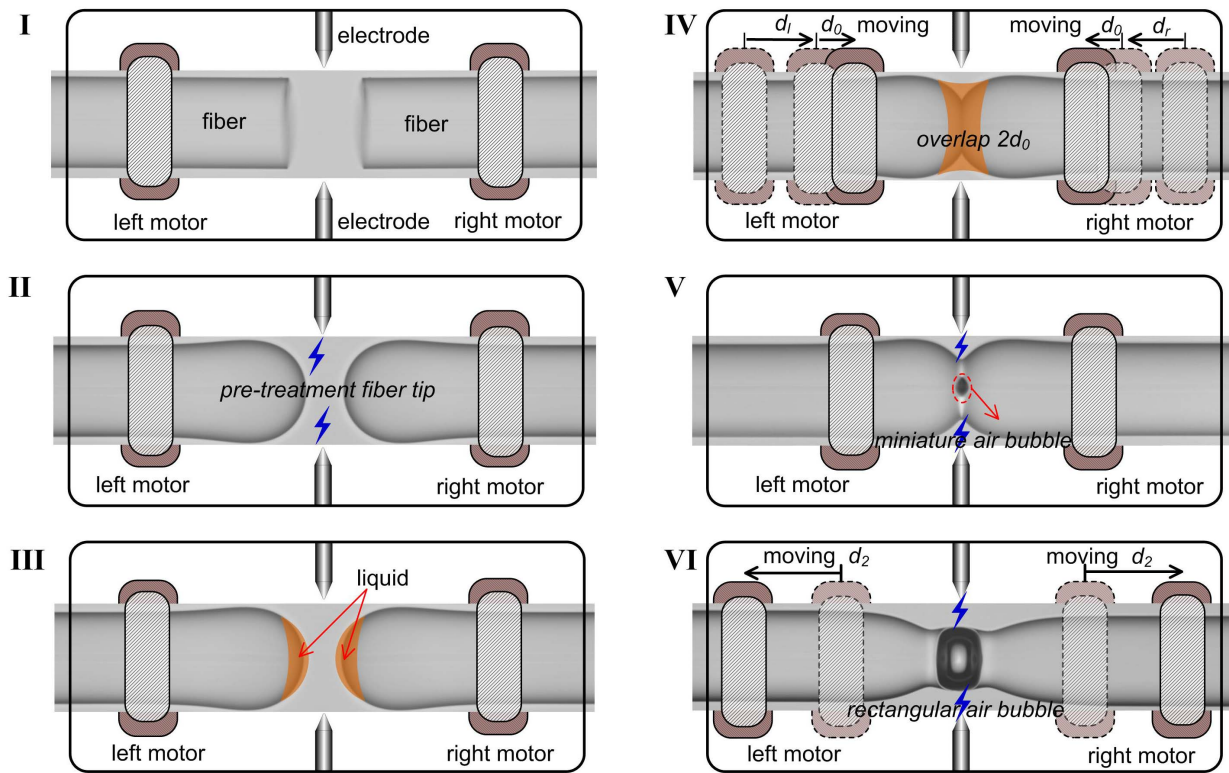 I
electrode
fiber
fiber
left motor
electrode
right motor
II
pre-treatment fiber tip
left motor
right motor
III
liquid
left motor
right motor
IV
d_l d_0 moving
moving d_0 d_r
overlap 2d_0
left motor
right motor
V
miniature air bubble
left motor
right motor
VI
moving d_2
moving d_2
rectangular air bubble
left motor
right motor